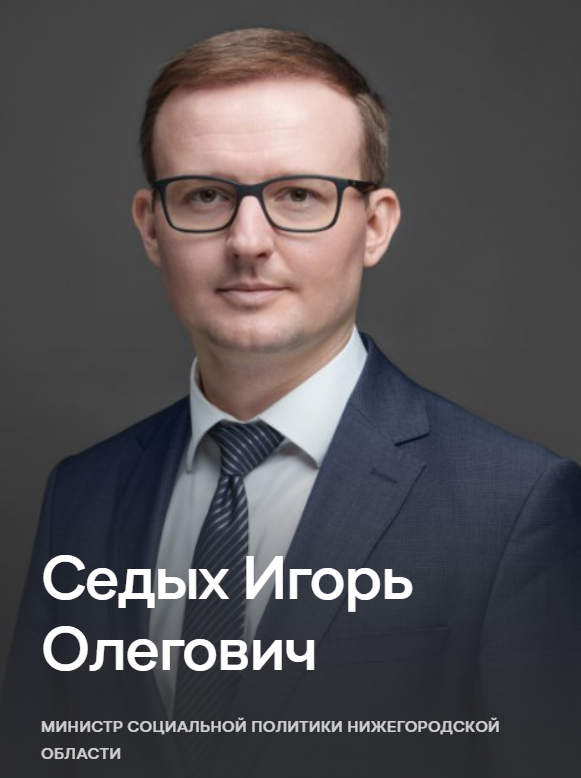 Седых Игорь
Олегович
МИНИСТР СОЦИАЛЬНОЙ ПОЛИТИКИ НИЖЕГОРОДСКОЙ
ОБЛАСТИ